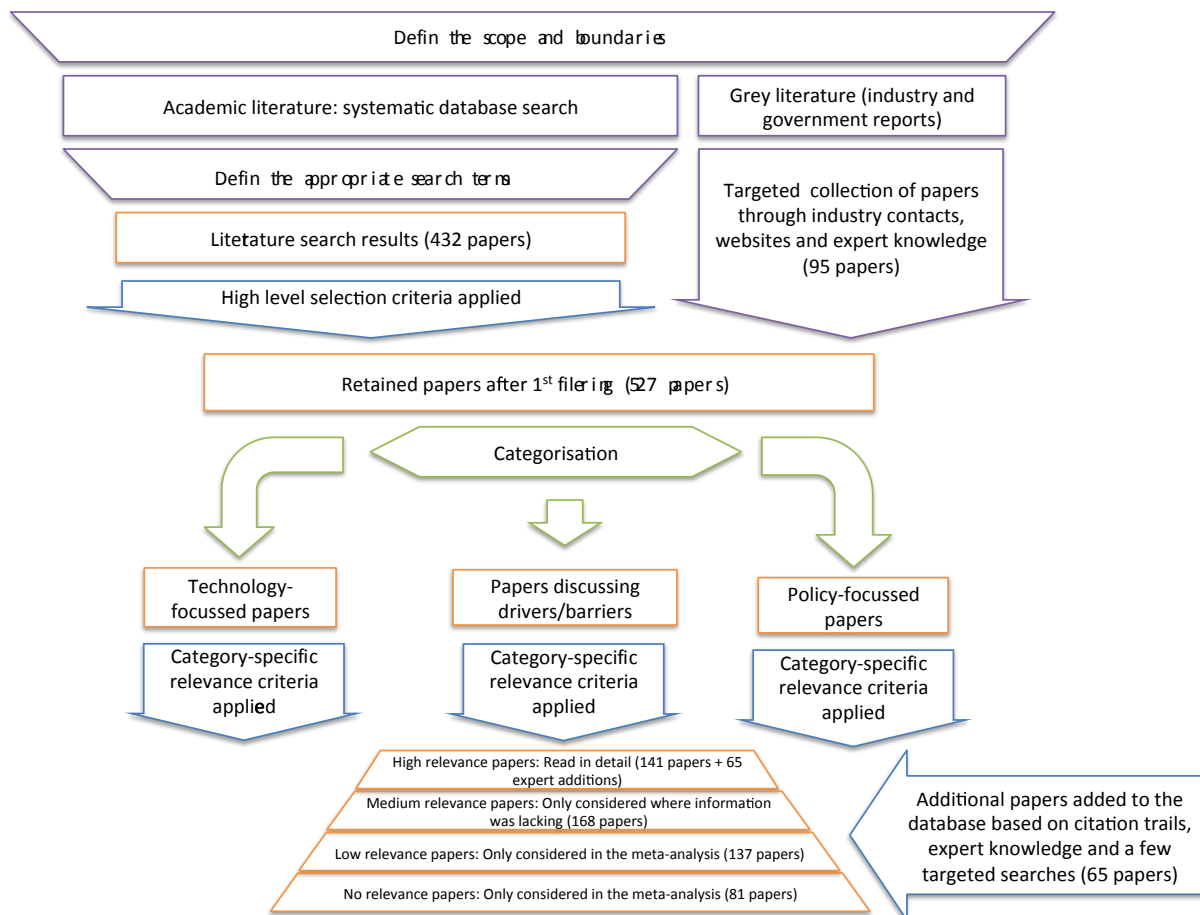 Defin the scope and boundaries
Academic literature: systematic database search
Grey literature (industry and
government reports)
Defin the appropriate search terms
Targeted collection of papers
through industry contacts,
websites and expert knowledge
(95 papers)
Literature search results (432 papers)
High level selection criteria applied
Retained papers after 1st filering (527 papers)
Categorisation
Technology-
focussed papers
Papers discussing
drivers/barriers
Policy-focussed
papers
Category-specific
relevance criteria
applied
Category-specific
relevance criteria
applied
Category-specific
relevance criteria
applied
High relevance papers: Read in detail (141 papers + 65
expert additions)
Medium relevance papers: Only considered where information
was lacking (168 papers)
Low relevance papers: Only considered in the meta-analysis (137 papers)
No relevance papers: Only considered in the meta-analysis (81 papers)
Additional papers added to the
database based on citation trails,
expert knowledge and a few
targeted searches (65 papers)